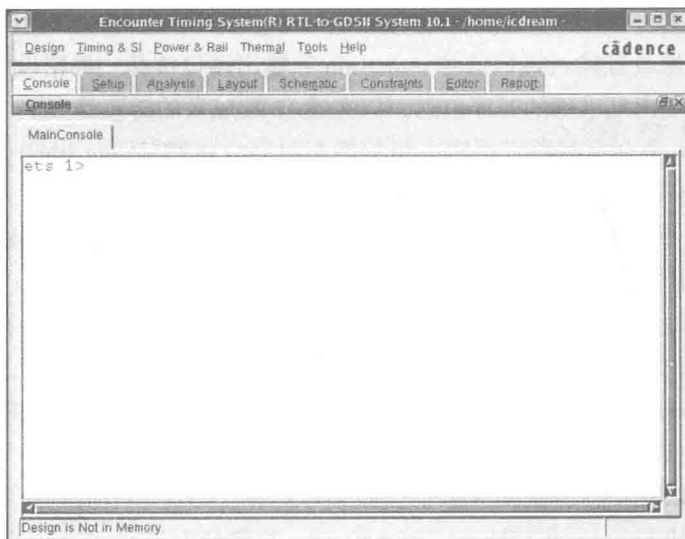 Encounter Timing System(R) RTL-to-GDSII System 10.1 - /home/icdream -
Design Timing & SI Power & Rail Thermal Tools Help cādence
Console Setup Analysis Layout Schematic Constraints Editor Report
Console
MainConsole
ets 1>
Design is Not in Memory.